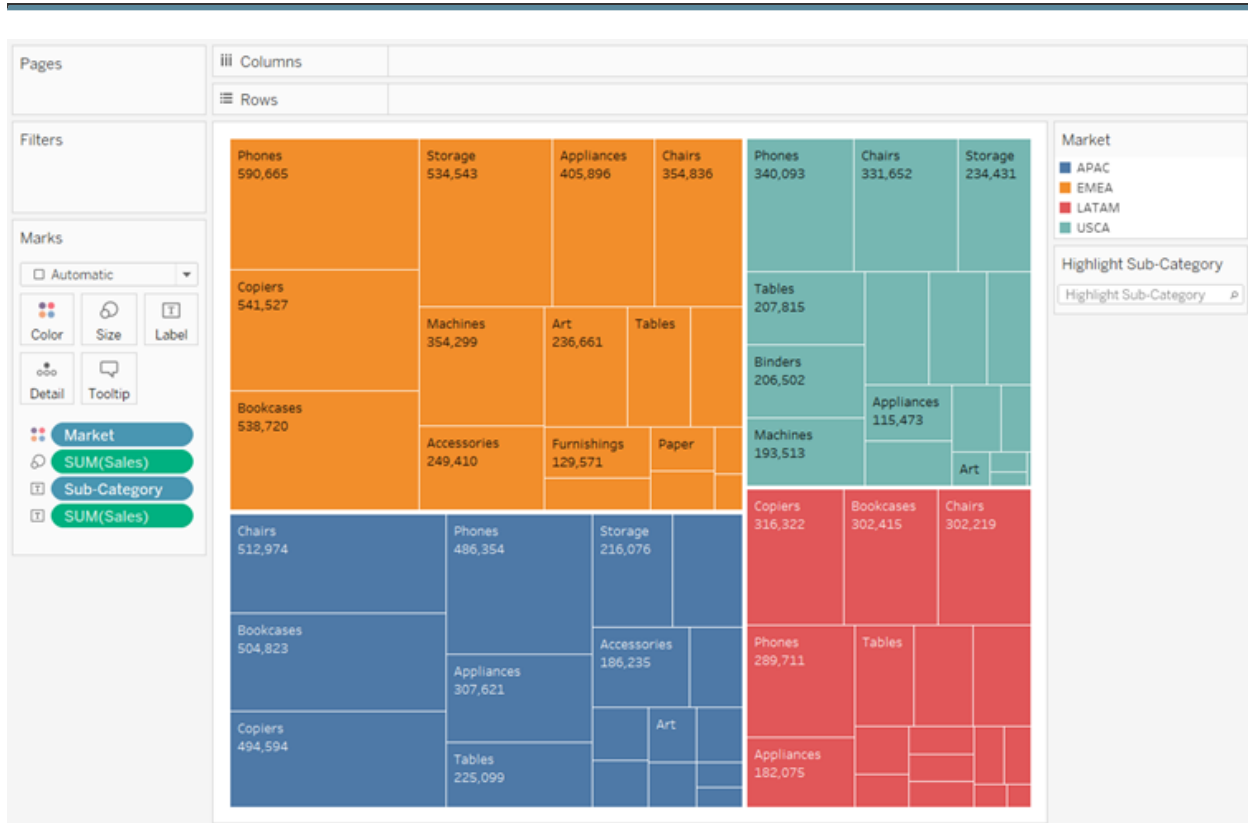 Pages
Columns
Rows
Filters
Marks
Automatic
Color
Size
Label
Detail
Tooltip
Market
SUM(Sales)
Sub-Category
SUM(Sales)
Phones
590,665
Storage
534,543
Appliances
405,896
Chairs
354,836
Copiers
541,527
Machines
354,299
Art
236,661
Tables
Bookcases
538,720
Accessories
249,410
Furnishings
129,571
Paper
Phones
340,093
Chairs
331,652
Storage
234,431
Tables
207,815
Binders
206,502
Appliances
115,473
Machines
193,513
Art
Chairs
512,974
Phones
486,354
Storage
216,076
Bookcases
504,823
Accessories
186,235
Appliances
307,621
Copiers
494,594
Art
Tables
225,099
Copiers
316,322
Bookcases
302,415
Chairs
302,219
Phones
289,711
Tables
Appliances
182,075
Market
APAC
EMEA
LATAM
USCA
Highlight Sub-Category
Highlight Sub-Category